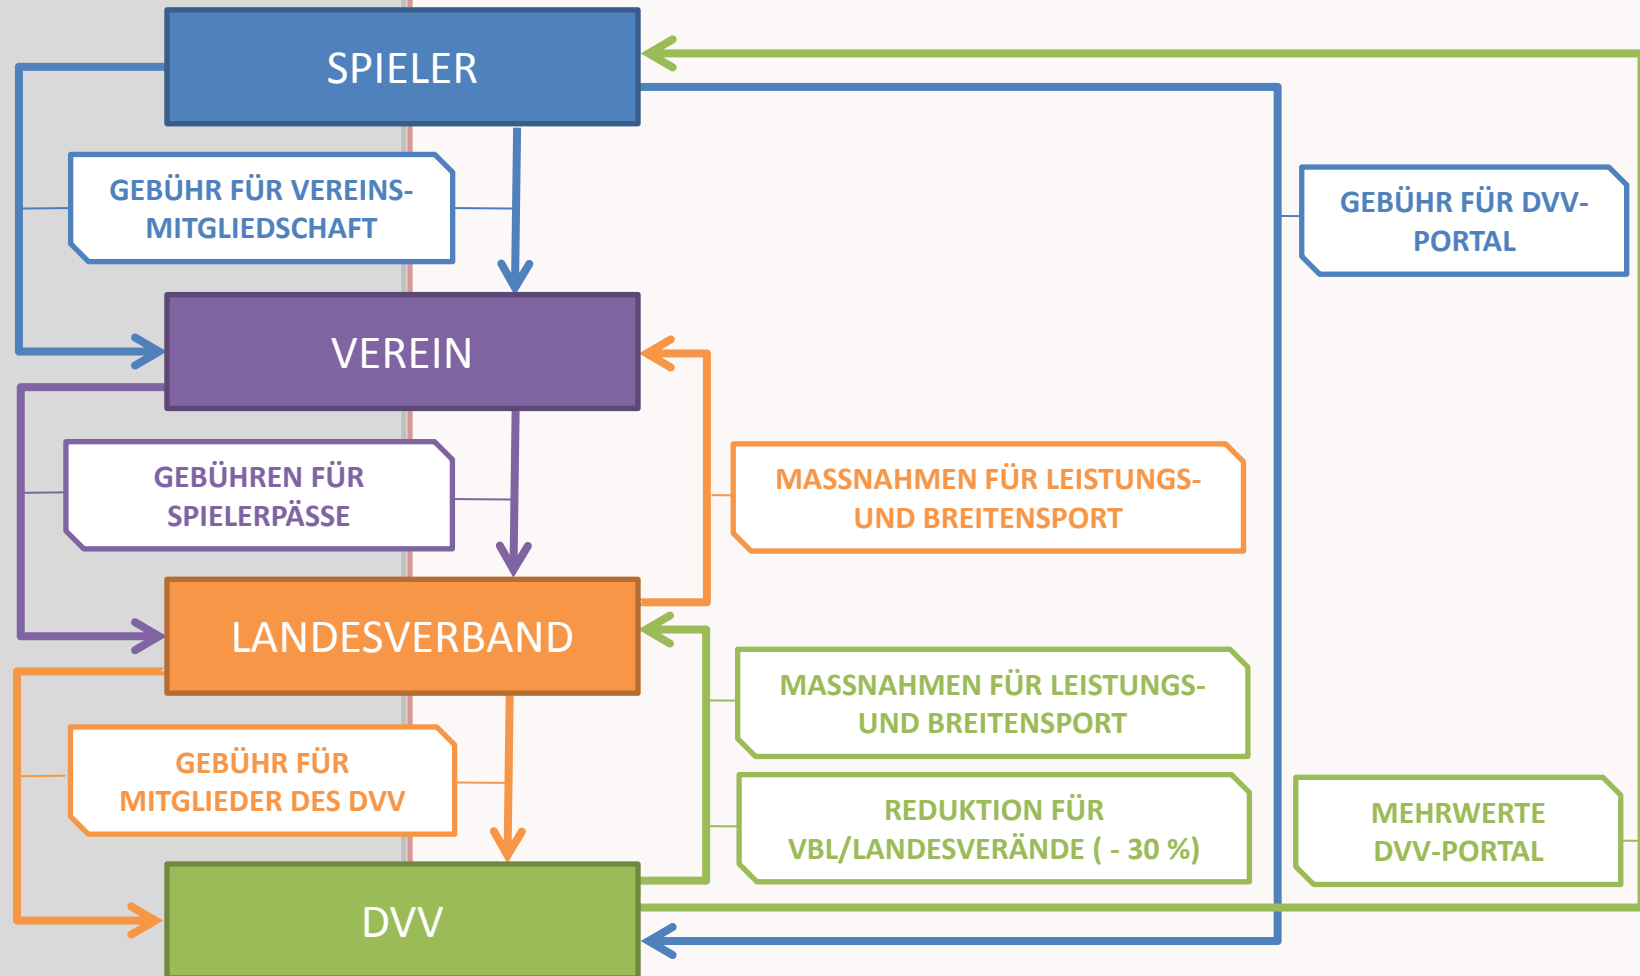 SPIELER
GEBÜHR FÜR VEREINS-
MITGLIEDSCHAFT
GEBÜHR FÜR DVV-
PORTAL
VEREIN
GEBÜHREN FÜR
SPIELERPÄSSE
MASSNAHMEN FÜR LEISTUNGS-
UND BREITENSPORT
LANDESVERBAND
MASSNAHMEN FÜR LEISTUNGS-
UND BREITENSPORT
GEBÜHR FÜR
MITGLIEDER DES DVV
REDUKTION FÜR
VBL/LANDESVERÄNDE ( - 30 %)
MEHRWERTE
DVV-PORTAL
DVV